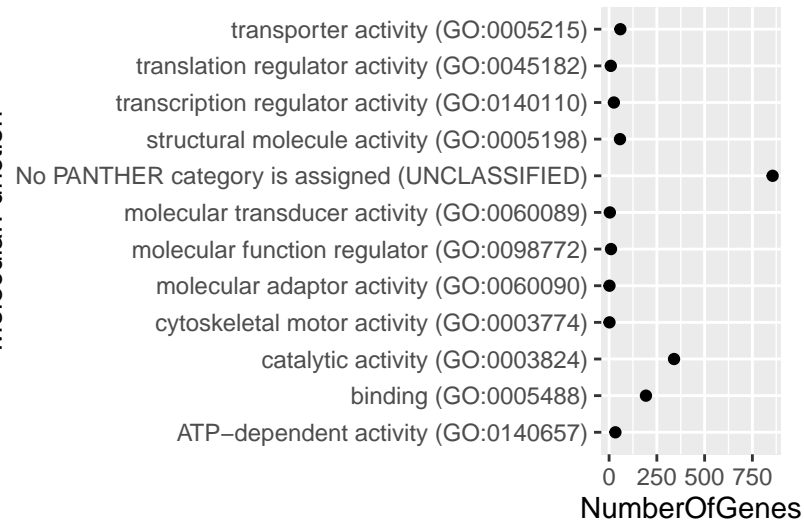 transporter activity (GO:0005215)
translation regulator activity (GO:0045182)
transcription regulator activity (GO:0140110)
structural molecule activity (GO:0005198)
No PANTHER category is assigned (UNCLASSIFIED)
molecular transducer activity (GO:0060089)
molecular function regulator (GO:0098772)
molecular adaptor activity (GO:0060090)
cytoskeletal motor activity (GO:0003774)
catalytic activity (GO:0003824)
binding (GO:0005488)
ATP−dependent activity (GO:0140657)
0 250 500 750
NumberOfGenes